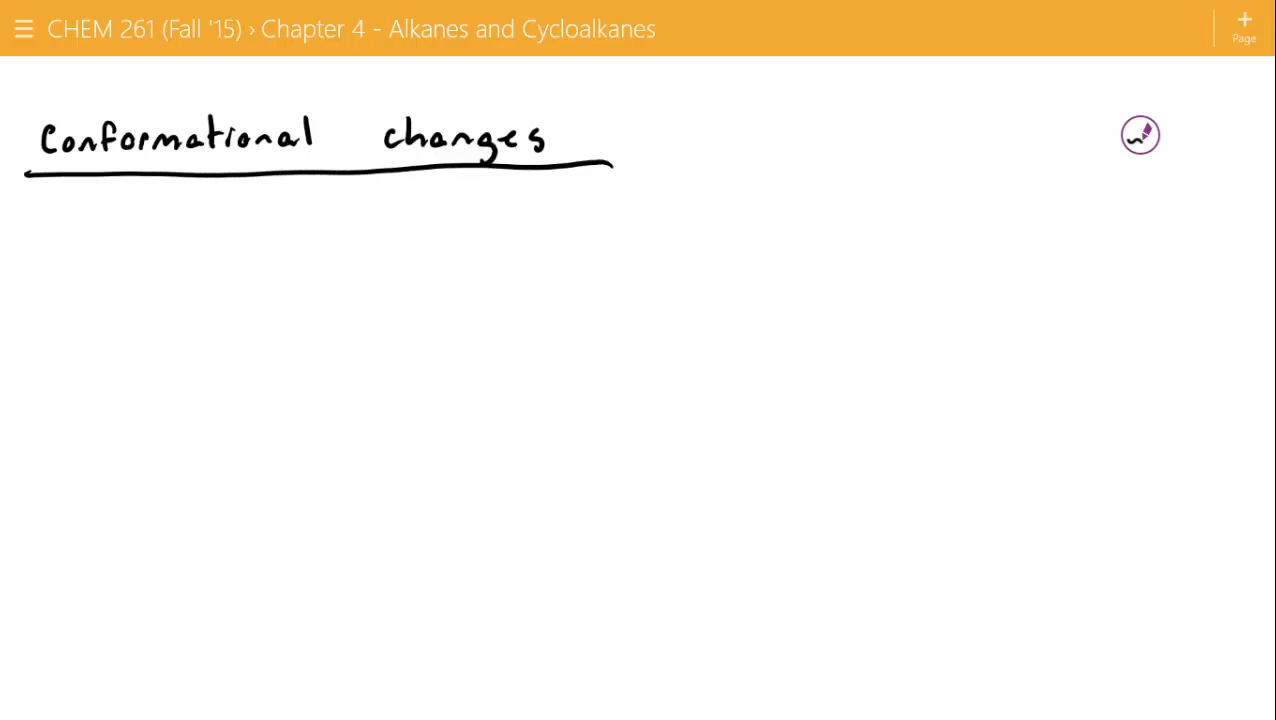 CHEM 261 (Fall '15) › Chapter 4 - Alkanes and Cycloalkanes
Page
Conformational changes